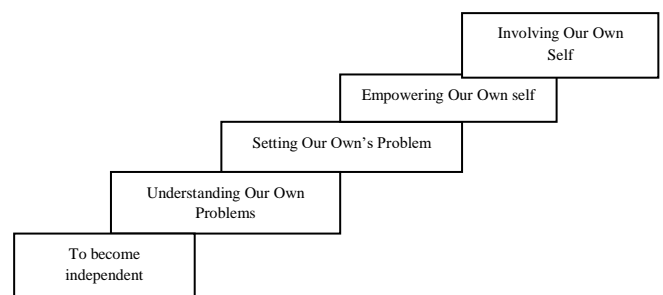 Involving Our Own
Self
Empowering Our Own self
Setting Our Own's Problem
Understanding Our Own
Problems
To become
independent